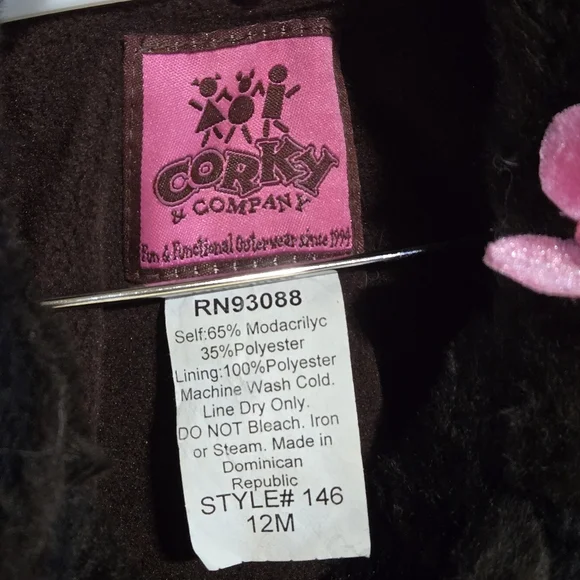 CORKY
& COMPANY
Fun & Functional Outerwear since 1994
RN93088
Self:65% Modacrilyc
35%Polyester
Lining:100%Polyester
Machine Wash Cold.
Line Dry Only.
DO NOT Bleach. Iron
or Steam. Made in
Dominican
Republic
STYLE# 146
12M